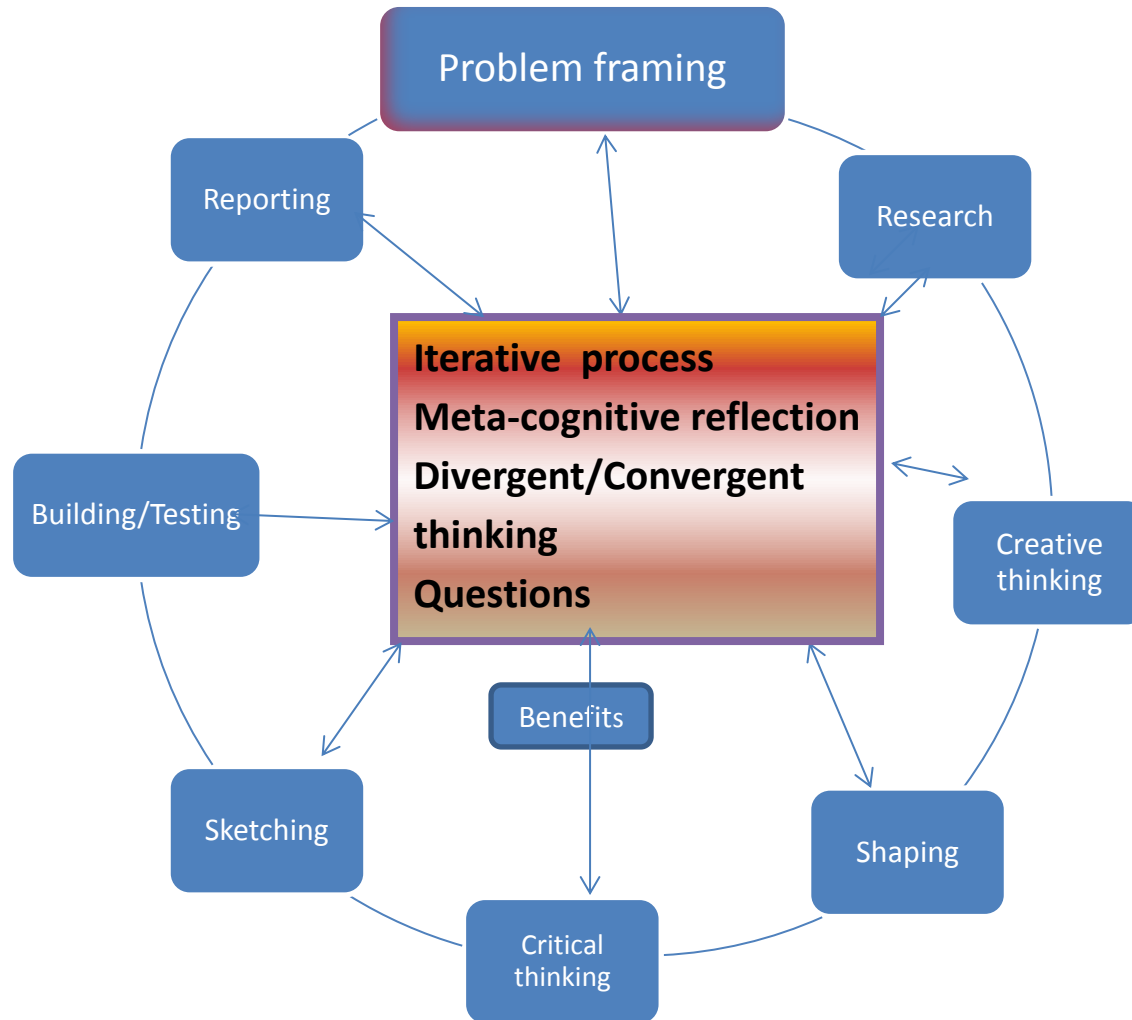 Problem framing
Reporting
Research
Iterative process
Meta-cognitive reflection
Divergent/Convergent
thinking
Questions
Building/Testing
Creative
thinking
Benefits
Sketching
Shaping
Critical
thinking